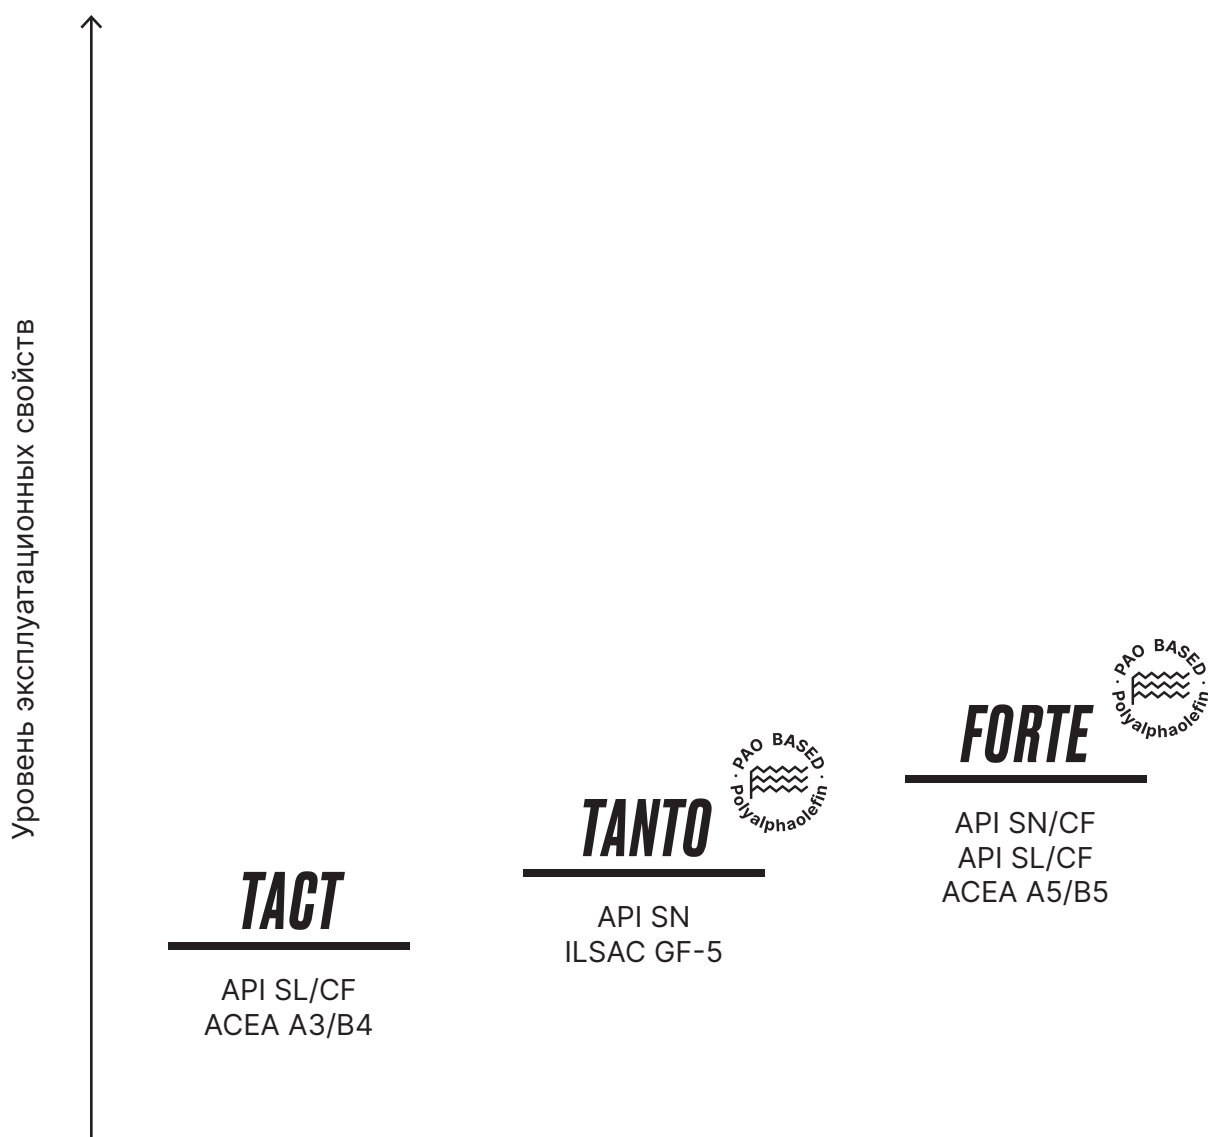 Уровень эксплуатационных свойств
TACT
API SL/CF
ACEA A3/B4
TANTO
PAO BASED
Polyalphaolefin
API SN
ILSAC GF-5
FORTE
PAO BASED
Polyalphaolefin
API SN/CF
API SL/CF
ACEA A5/B5